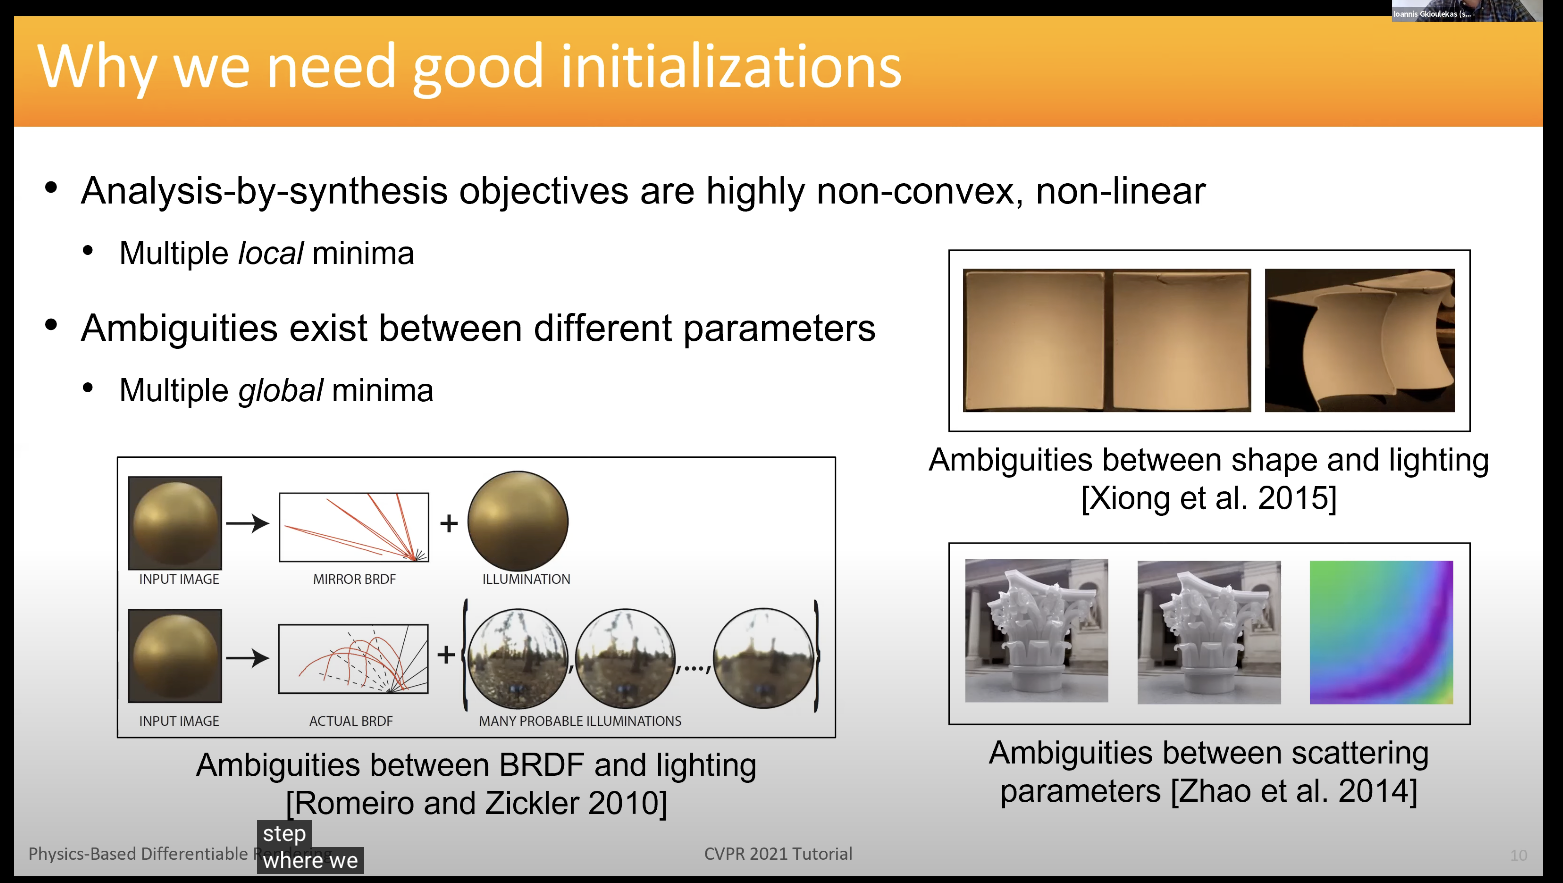 Ioannis Gkioulekas (s...
Why we need good initializations
• Analysis-by-synthesis objectives are highly non-convex, non-linear
• Multiple local minima
• Ambiguities exist between different parameters
• Multiple global minima
INPUT IMAGE
MIRROR BRDF
+
ILLUMINATION
INPUT IMAGE
ACTUAL BRDF
+
{ , ,..., }
MANY PROBABLE ILLUMINATIONS
Ambiguities between BRDF and lighting
[Romeiro and Zickler 2010]
Ambiguities between shape and lighting
[Xiong et al. 2015]
Ambiguities between scattering
parameters [Zhao et al. 2014]
step
where we
Physics-Based Differentiable Rendering
CVPR 2021 Tutorial
10